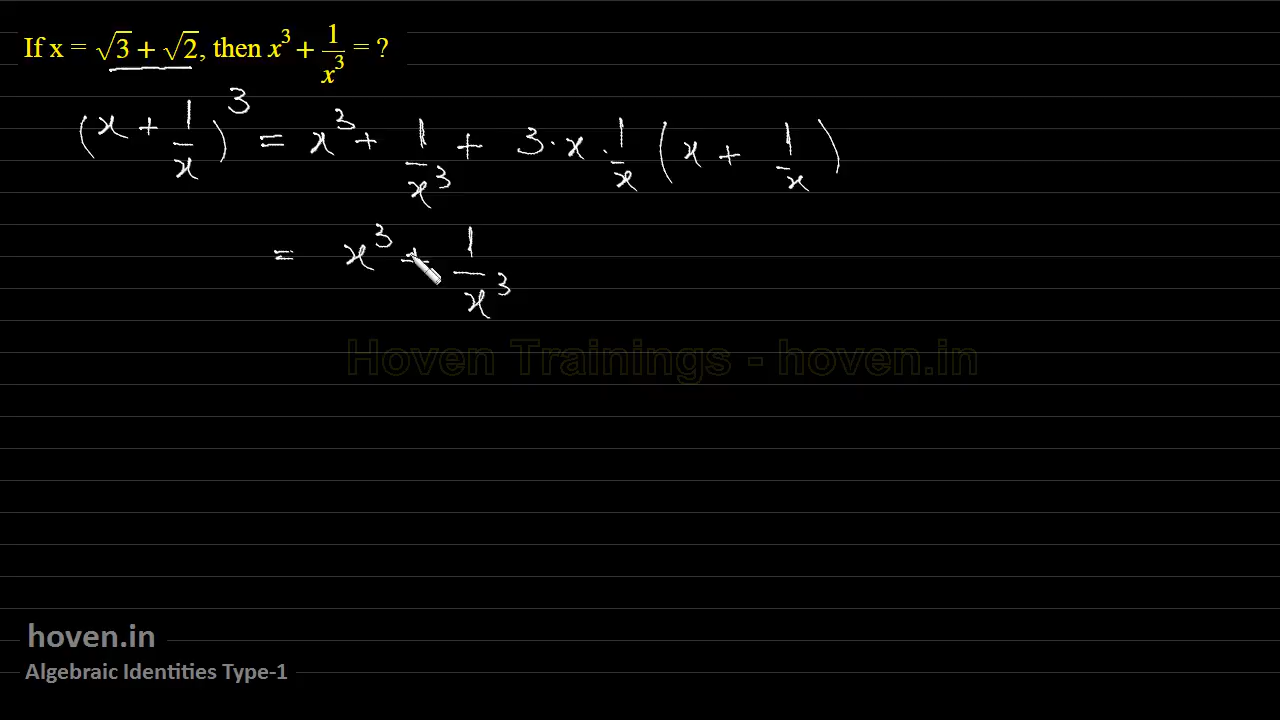 If x = √3 + √2, then x³ + 1/x³ = ?
(x + 1/x)³ = x³ + 1/x³ + 3 · x · 1/x (x + 1/x)
= x³ + 1/x³
Hoven Trainings - hoven.in
hoven.in
Algebraic Identities Type-1